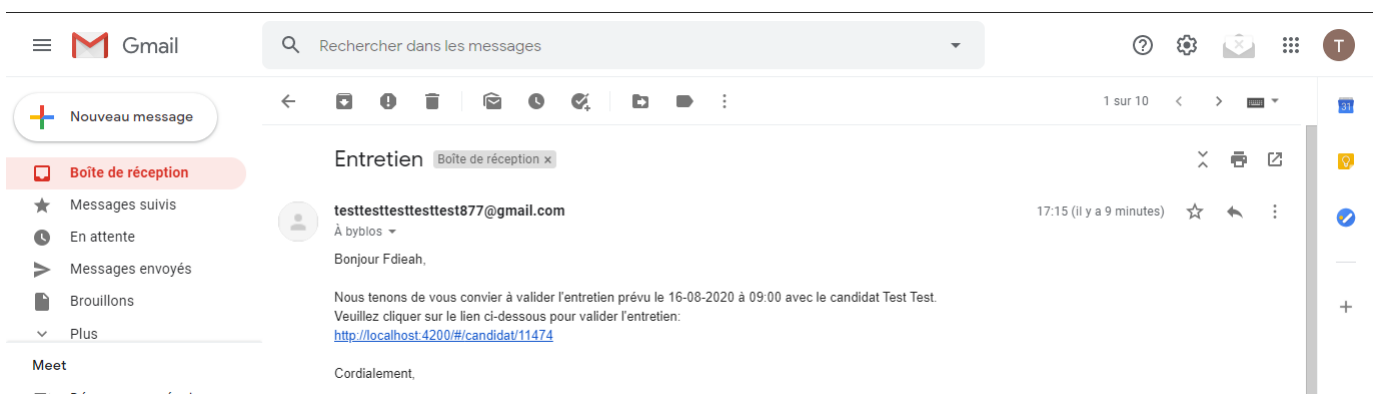 Gmail
Rechercher dans les messages
T
Nouveau message
1 sur 10
31
Entretien Boîte de réception x
Boîte de réception
Messages suivis
En attente
Messages envoyés
Brouillons
Plus
Meet
testtesttesttesttest877@gmail.com
17:15 (il y a 9 minutes)
À byblos
Bonjour Fdieah,
Nous tenons de vous convier à valider l'entretien prévu le 16-08-2020 à 09:00 avec le candidat Test Test.
Veuillez cliquer sur le lien ci-dessous pour valider l'entretien:
http://localhost:4200/#/candidat/11474
Cordialement,